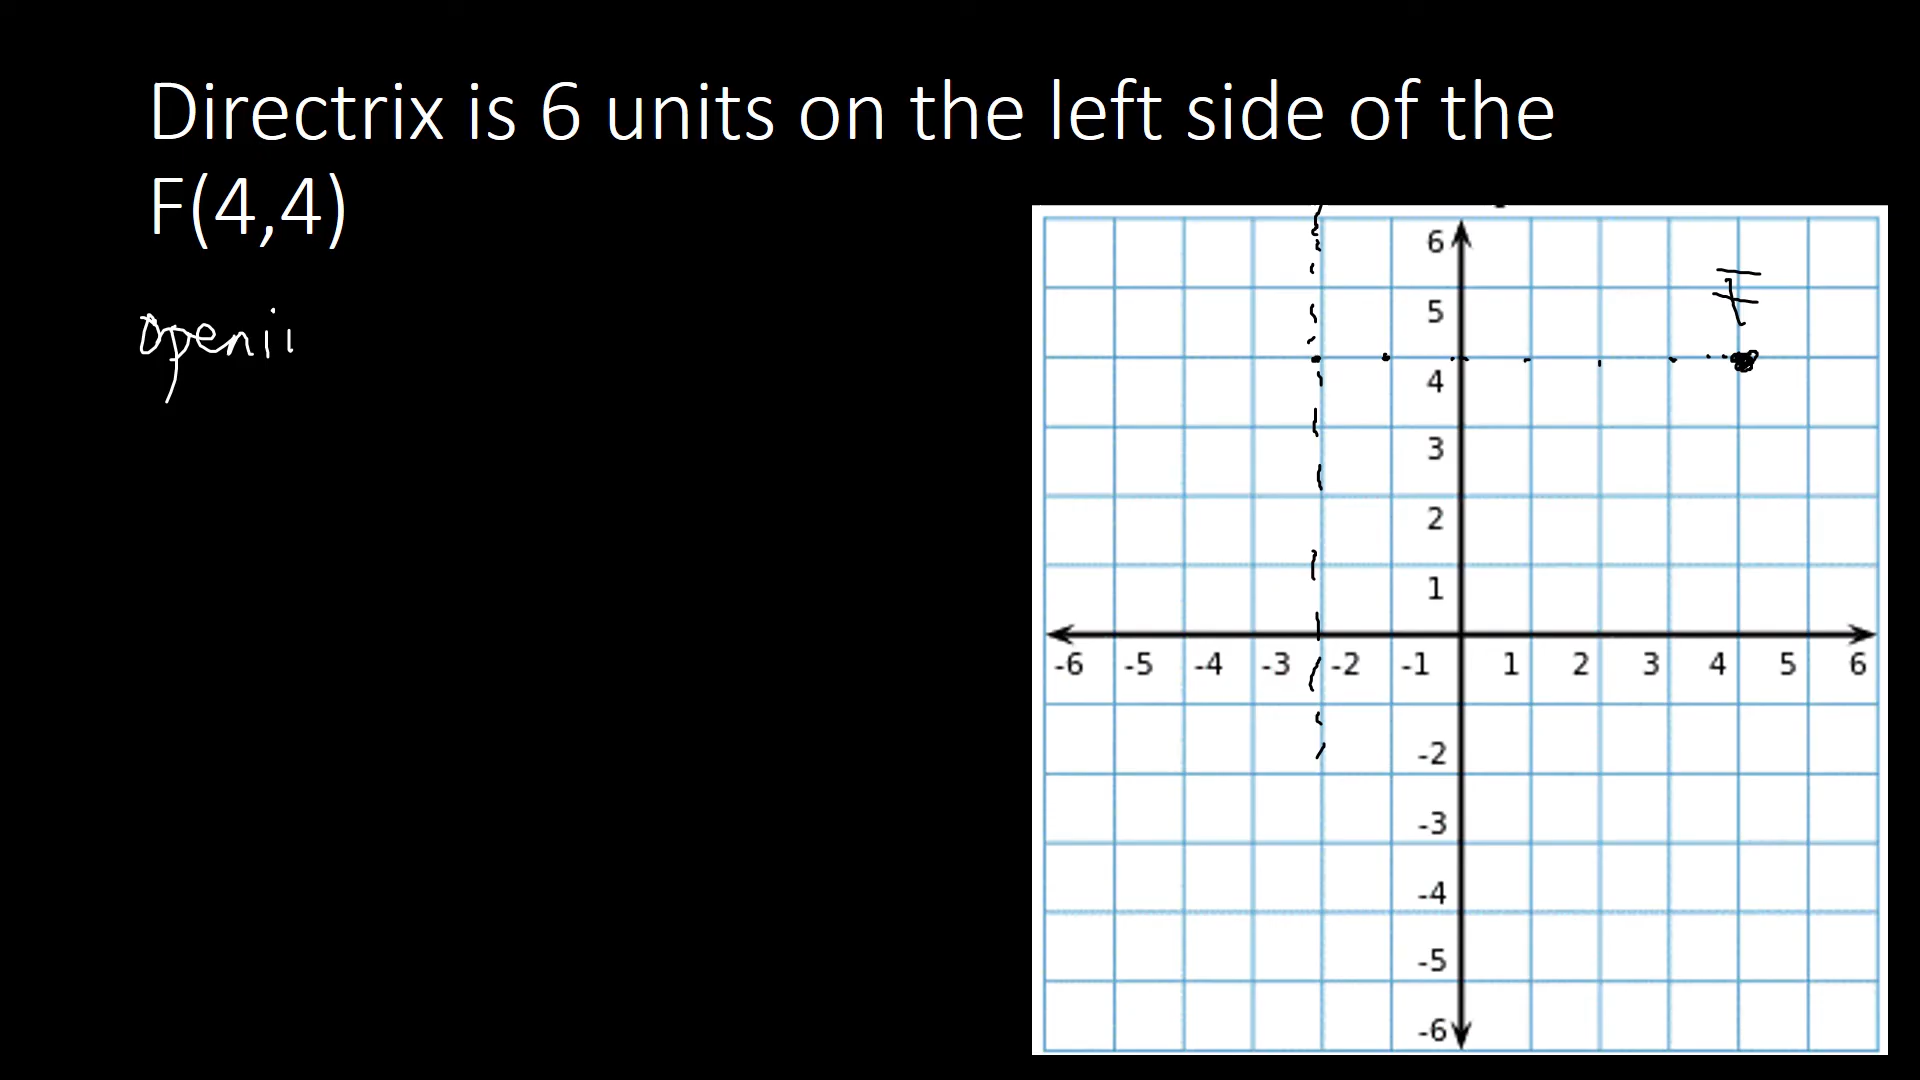 Directrix is 6 units on the left side of the
F(4,4)
6
F
5
4
3
2
1
-6 -5 -4 -3 -2 -1 1 2 3 4 5 6
-2
-3
-4
-5
-6